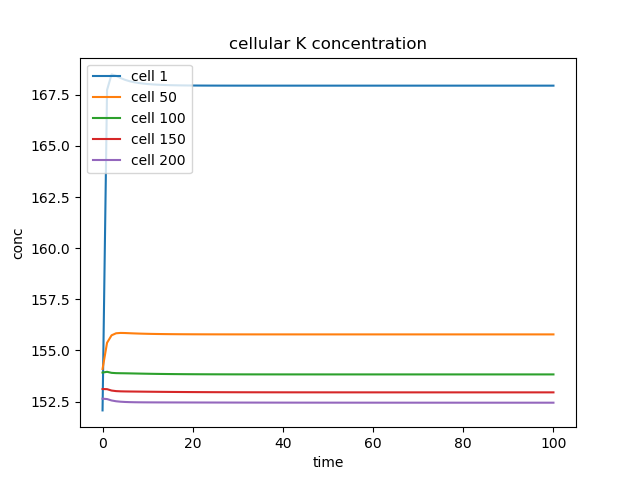 cellular K concentration
cell 1
cell 50
cell 100
cell 150
cell 200
167.5
165.0
162.5
160.0
157.5
155.0
152.5
conc
0 20 40 60 80 100
time